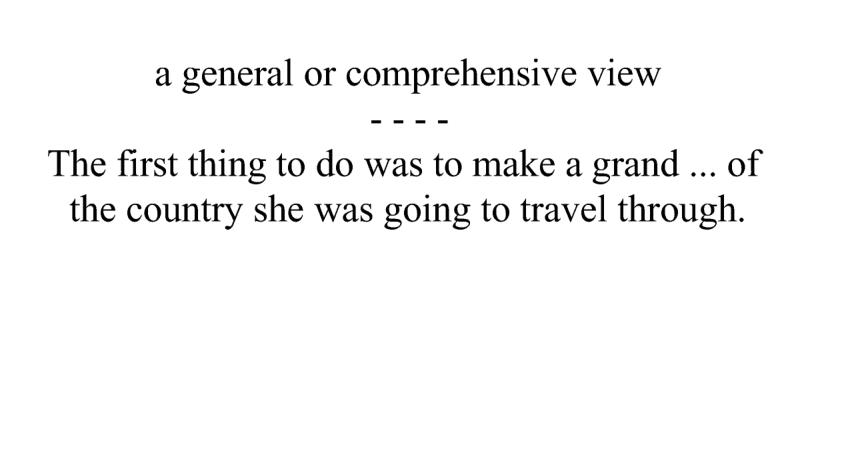 a general or comprehensive view
- - - -
The first thing to do was to make a grand ... of
the country she was going to travel through.